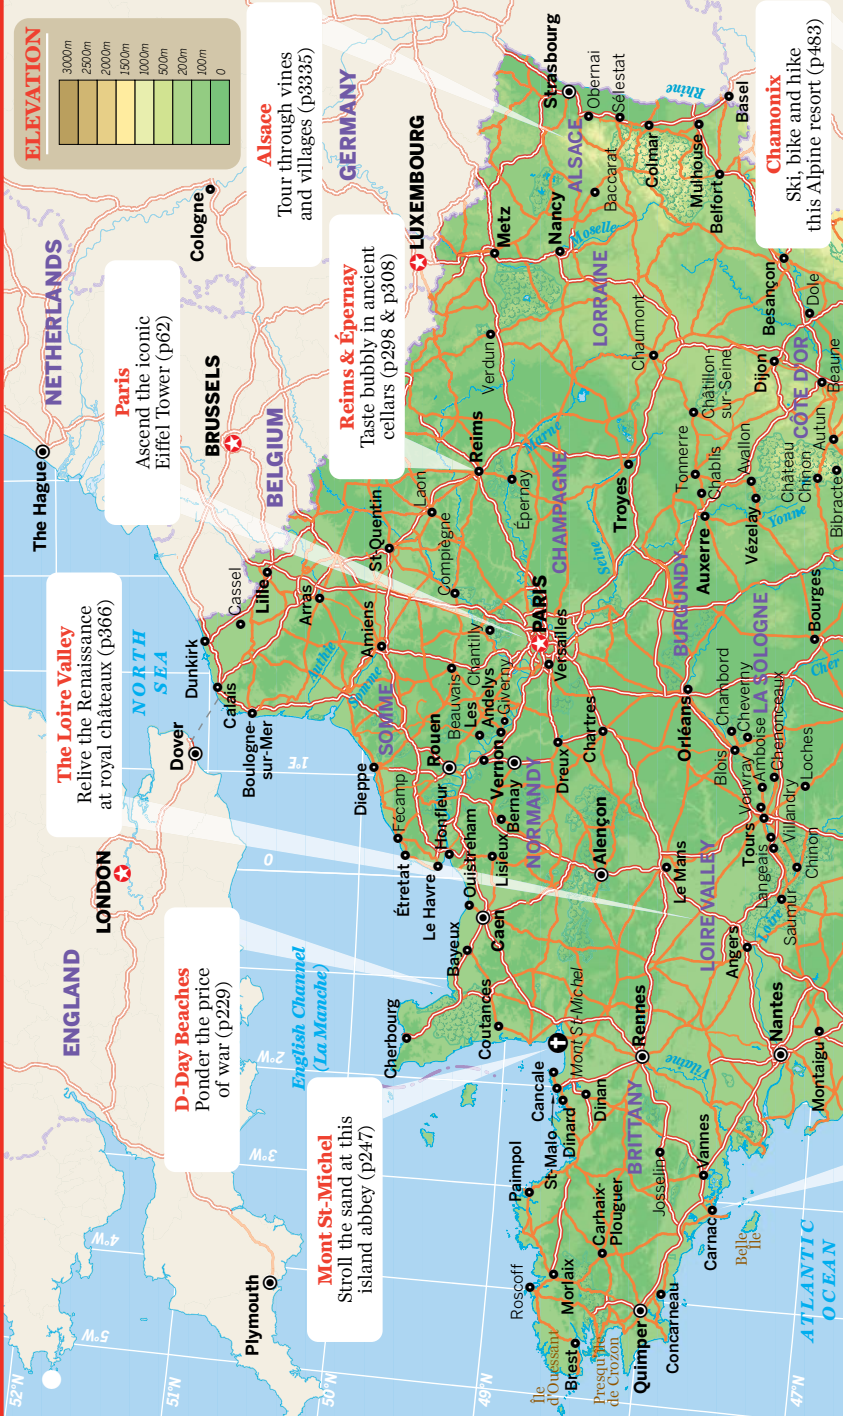 ELEVATION
3000m
2500m
2000m
1500m
1000m
500m
200m
100m
0
Alsace
Tour through vines
and villages (p3335)
Chamonix
Ski, bike and hike
this Alpine resort (p483)
Paris
Ascend the iconic
Eiffel Tower (p62)
Reims & Épernay
Taste bubbly in ancient
cellars (p298 & p308)
The Loire Valley
Relive the Renaissance
at royal châteaux (p366)
D-Day Beaches
Ponder the price
of war (p229)
Mont St-Michel
Stroll the sand at this
island abbey (p247)
52°N
51°N
50°N
49°N
47°N
5°W
4°W
3°W
2°W
0
1°E
ENGLAND
LONDON
Plymouth
Dover
NORTH
SEA
English Channel
(La Manche)
ATLANTIC
OCEAN
NETHERLANDS
The Hague
BRUSSELS
BELGIUM
Cologne
GERMANY
LUXEMBOURG
Dunkirk
Calais
Boulogne-
sur-Mer
Cassel
Lille
Arras
Authie
Somme
SOMME
Amiens
St-Quentin
Laon
Compiègne
Dieppe
Fécamp
Étretat
Le Havre
Honfleur
Rouen
Beauvais
Les
Andelys
Chantilly
Giverny
Vernon
Ouistreham
Lisieux
Bernay
NORMANDY
Caen
Bayeux
Cherbourg
Coutances
Mont St-Michel
Cancale
St-Malo
Dinard
Dinan
Paimpol
Roscoff
Morlaix
Carhaix-
Plouguer
Île
d'Ouessant
Brest
Presqu'île
de Crozon
Quimper
Concarneau
BRITTANY
Josselin
Rennes
Vilaine
Vannes
Carnac
Belle
Île
Nantes
Montaigu
Alençon
Le Mans
LOIRE VALLEY
Angers
Loire
Saumur
Chinon
Langeais
Villandry
Tours
Vouvray
Amboise
Chenonceaux
Loches
Blois
Chambord
Cheverny
LA SOLOGNE
Orléans
Bourges
Cher
Dreux
Chartres
PARIS
Versailles
Seine
Reims
Épernay
Marne
CHAMPAGNE
Troyes
Verdun
Metz
Nancy
Moselle
LORRAINE
Baccarat
ALSACE
Strasbourg
Obernai
Sélestat
Colmar
Mulhouse
Rhine
Basel
Belfort
Chaumont
Châtillon-
sur-Seine
Tonnerre
Chablis
Auxerre
Avallon
Vézelay
Yonne
BURGUNDY
Château
Chinon
Autun
Bibracte
CÔTE D'OR
Dijon
Beaune
Dole
Besançon